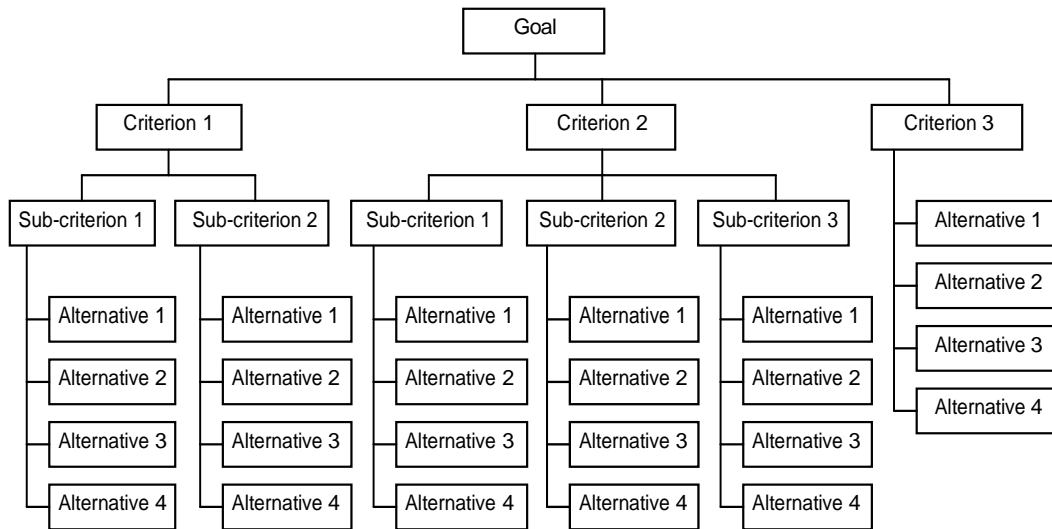 Goal
Criterion 1
Criterion 2
Criterion 3
Sub-criterion 1
Sub-criterion 2
Sub-criterion 1
Sub-criterion 2
Sub-criterion 3
Alternative 1
Alternative 2
Alternative 3
Alternative 4
Alternative 1
Alternative 2
Alternative 3
Alternative 4
Alternative 1
Alternative 2
Alternative 3
Alternative 4
Alternative 1
Alternative 2
Alternative 3
Alternative 4
Alternative 1
Alternative 2
Alternative 3
Alternative 4
Alternative 1
Alternative 2
Alternative 3
Alternative 4